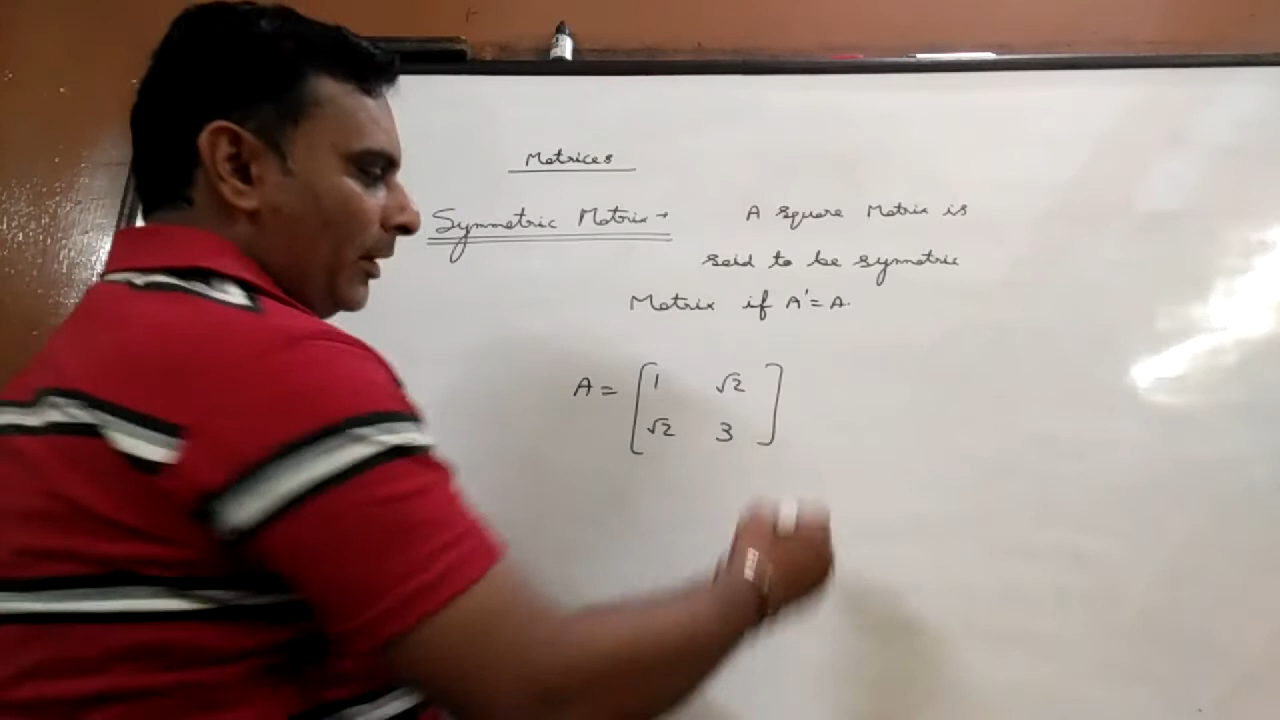 Matrices
Symmetric Matrix → A square Matrix is
said to be symmetric
Matrix if A' = A.
A = [ 1 √2
√2 3 ]